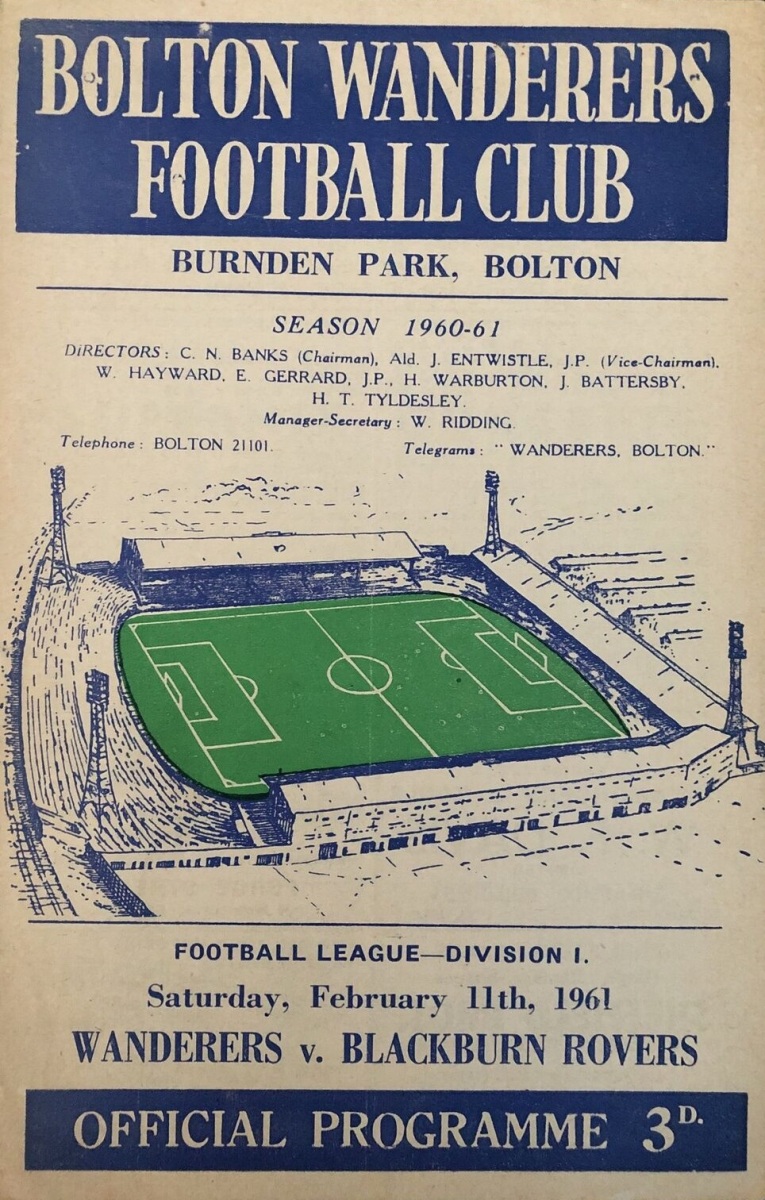 BOLTON WANDERERS
FOOTBALL CLUB
BURNDEN PARK, BOLTON
SEASON 1960-61
DIRECTORS: C. N. BANKS (Chairman), Ald. J. ENTWISTLE, J.P. (Vice-Chairman),
W. HAYWARD, E. GERRARD, J.P., H. WARBURTON, J. BATTERSBY,
H. T. TYLDESLEY.
Manager-Secretary: W. RIDDING.
Telephone: BOLTON 21101. Telegrams: "WANDERERS, BOLTON."
FOOTBALL LEAGUE—DIVISION I.
Saturday, February 11th, 1961
WANDERERS v. BLACKBURN ROVERS
OFFICIAL PROGRAMME 3D.